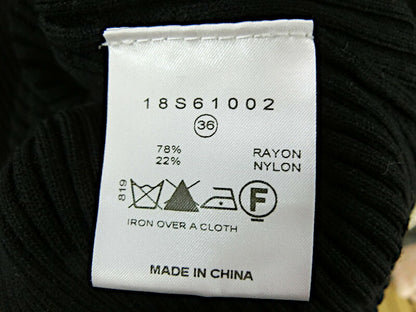 18S61002
36
78% RAYON
22% NYLON
819
F
IRON OVER A CLOTH
MADE IN CHINA